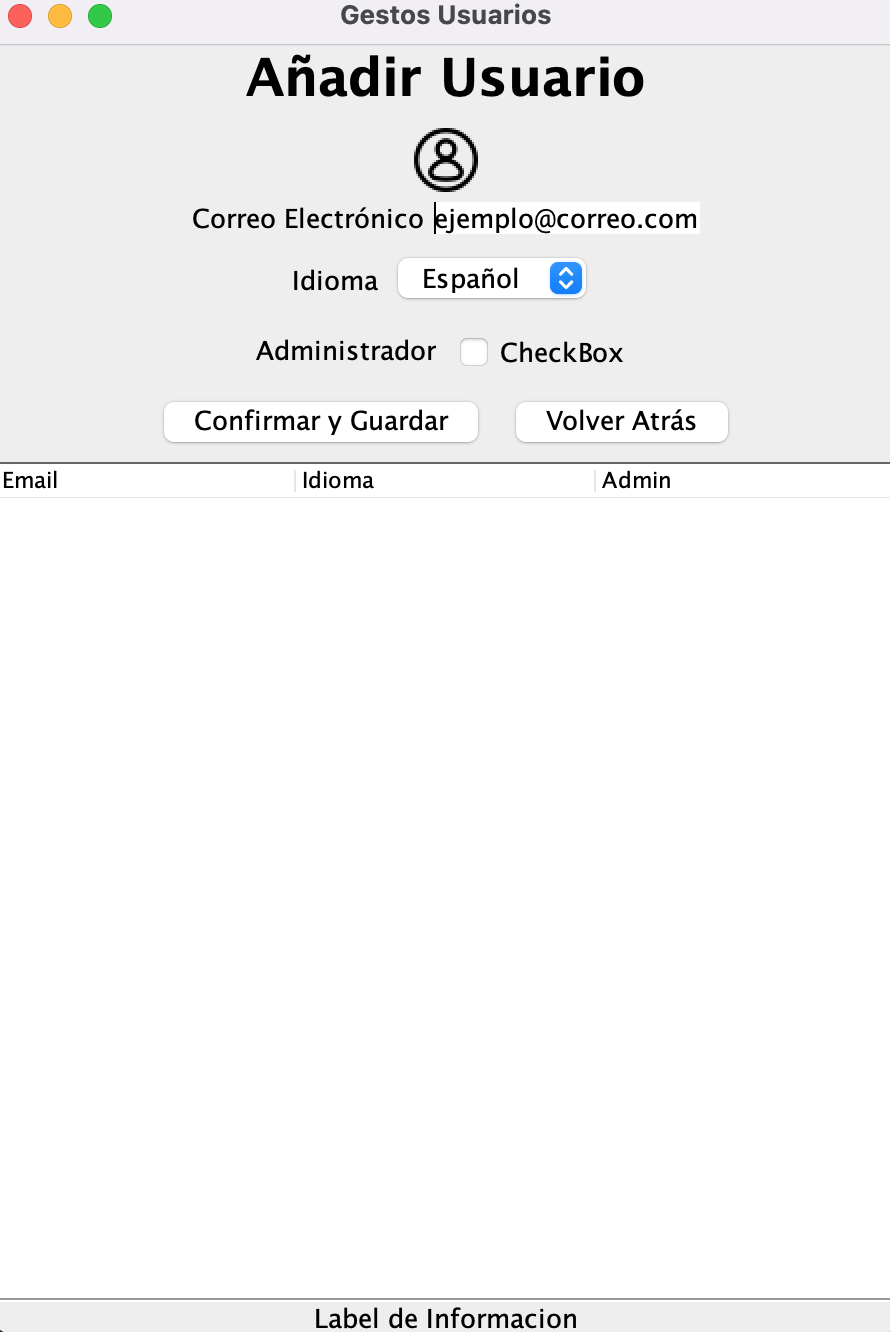 Gestos Usuarios
Añadir Usuario
Correo Electrónico ejemplo@correo.com
Idioma Español
Administrador CheckBox
Confirmar y Guardar Volver Atrás
Email Idioma Admin
Label de Informacion